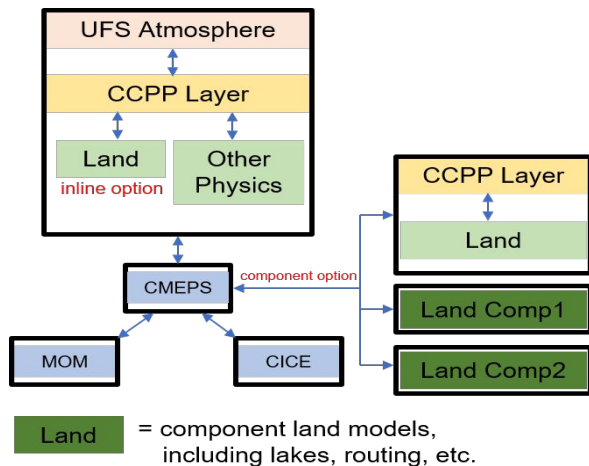 UFS Atmosphere
CCPP Layer
Land
inline option
Other
Physics
CCPP Layer
Land
component option
CMEPS
Land Comp1
MOM
CICE
Land Comp2
Land
= component land models,
including lakes, routing, etc.